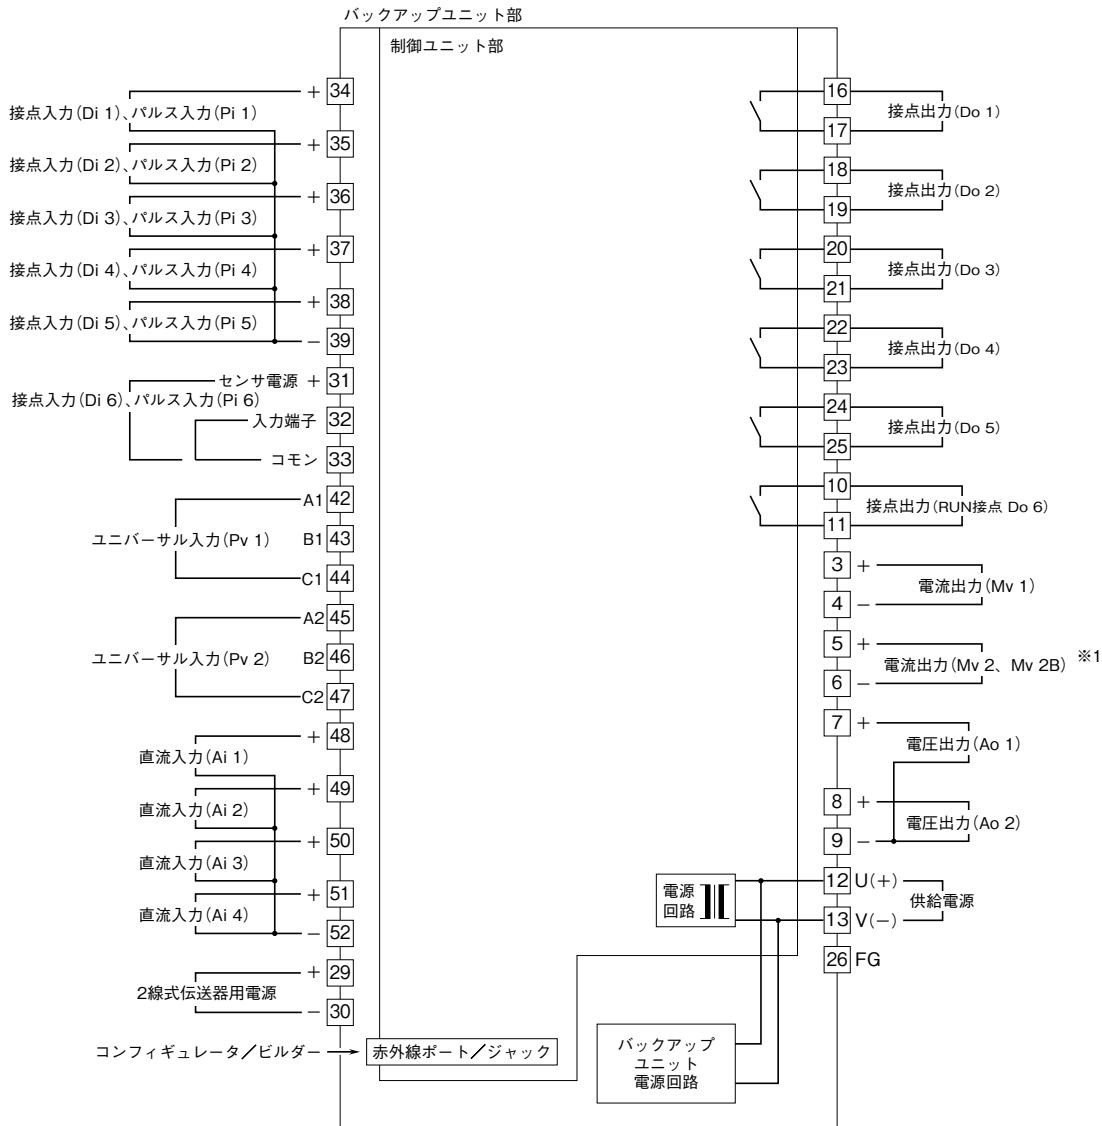 バックアップユニット部
制御ユニット部
接点入力(Di 1)、パルス入力(Pi 1)
+ 34
接点入力(Di 2)、パルス入力(Pi 2)
+ 35
接点入力(Di 3)、パルス入力(Pi 3)
+ 36
接点入力(Di 4)、パルス入力(Pi 4)
+ 37
接点入力(Di 5)、パルス入力(Pi 5)
+ 38
− 39
接点入力(Di 6)、パルス入力(Pi 6)
センサ電源 + 31
入力端子 32
コモン 33
ユニバーサル入力(Pv 1)
A1 42
B1 43
C1 44
ユニバーサル入力(Pv 2)
A2 45
B2 46
C2 47
直流入力(Ai 1)
+ 48
直流入力(Ai 2)
+ 49
直流入力(Ai 3)
+ 50
直流入力(Ai 4)
+ 51
− 52
2線式伝送器用電源
+ 29
− 30
コンフィギュレータ/ビルダー
赤外線ポート/ジャック
16
17
接点出力(Do 1)
18
19
接点出力(Do 2)
20
21
接点出力(Do 3)
22
23
接点出力(Do 4)
24
25
接点出力(Do 5)
10
11
接点出力(RUN接点 Do 6)
3 +
4 −
電流出力(Mv 1)
5 +
6 −
電流出力(Mv 2、Mv 2B) ※1
7 +
電圧出力(Ao 1)
8 +
9 −
電圧出力(Ao 2)
12 U(+)
13 V(−)
供給電源
26 FG
電源
回路
バックアップ
ユニット
電源回路